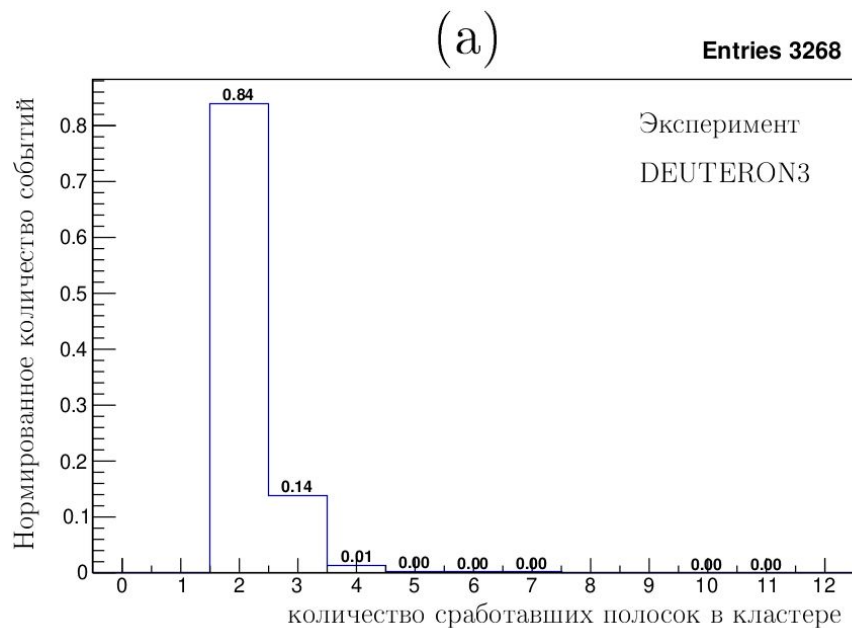 (a)
Entries 3268
Нормированное количество событий
Эксперимент
DEUTERON3
0.84
0.14
0.01
0.00
0.00
0.00
0.00
0.00
0.8
0.7
0.6
0.5
0.4
0.3
0.2
0.1
0
0 1 2 3 4 5 6 7 8 9 10 11 12
количество сработавших полосок в кластере